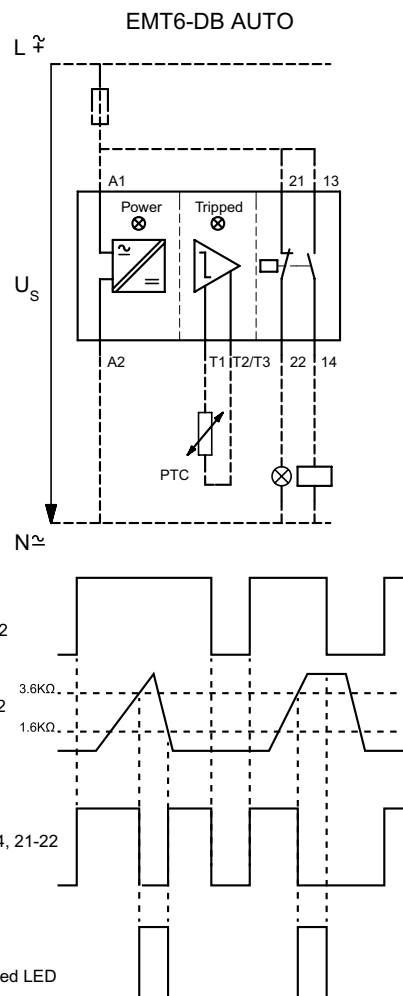 EMT6-DB AUTO
L ≂
A1 21 13
Power Tripped
U_S
A2 T1 T2/T3 22 14
PTC
N ≂
2
3.6KΩ
2
1.6KΩ
4, 21-22
ed LED